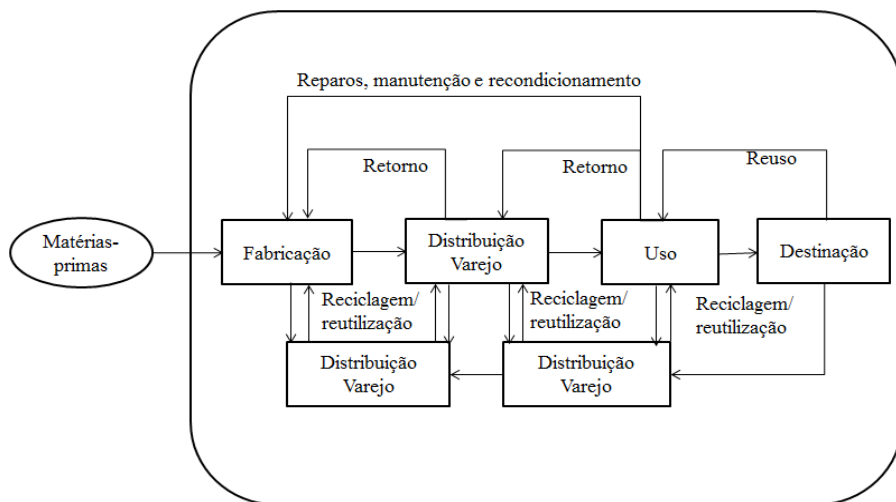 Reparos, manutenção e recondicionamento
Retorno
Retorno
Reuso
Matérias-
primas
Fabricação
Distribuição
Varejo
Uso
Destinação
Reciclagem/
reutilização
Reciclagem/
reutilização
Reciclagem/
reutilização
Distribuição
Varejo
Distribuição
Varejo